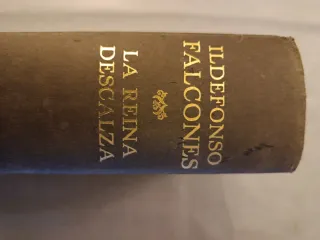 ILDEFONSO
FALCONES
LA REINA
DESCALZA